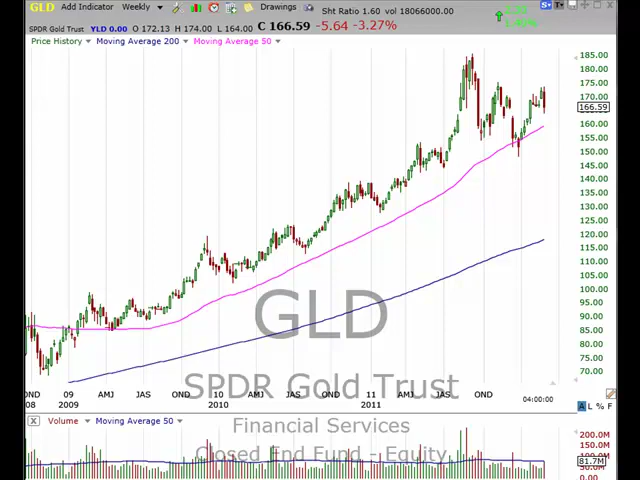 GLD Add Indicator Weekly Drawings Sht Ratio 1.60 vol 18066000.00
SPDR Gold Trust YLD 0.00 O 172.13 H 174.00 L 164.00 C 166.59 -5.64 -3.27%
Price History Moving Average 200 Moving Average 50
185.00
180.00
175.00
170.00
166.59
160.00
155.00
150.00
145.00
140.00
135.00
130.00
125.00
120.00
115.00
110.00
105.00
100.00
95.00
90.00
85.00
80.00
75.00
70.00
GLD
SPDR Gold Trust
Financial Services
Closed End Fund - Equity
OND 09 AMJ JAS OND 10 AMJ JAS OND 11 AMJ JAS OND
08 2009 2010 2011
04:00:00
A L % F
X Volume Moving Average 50
200.0M
150.0M
100.0M
81.7M
0.00